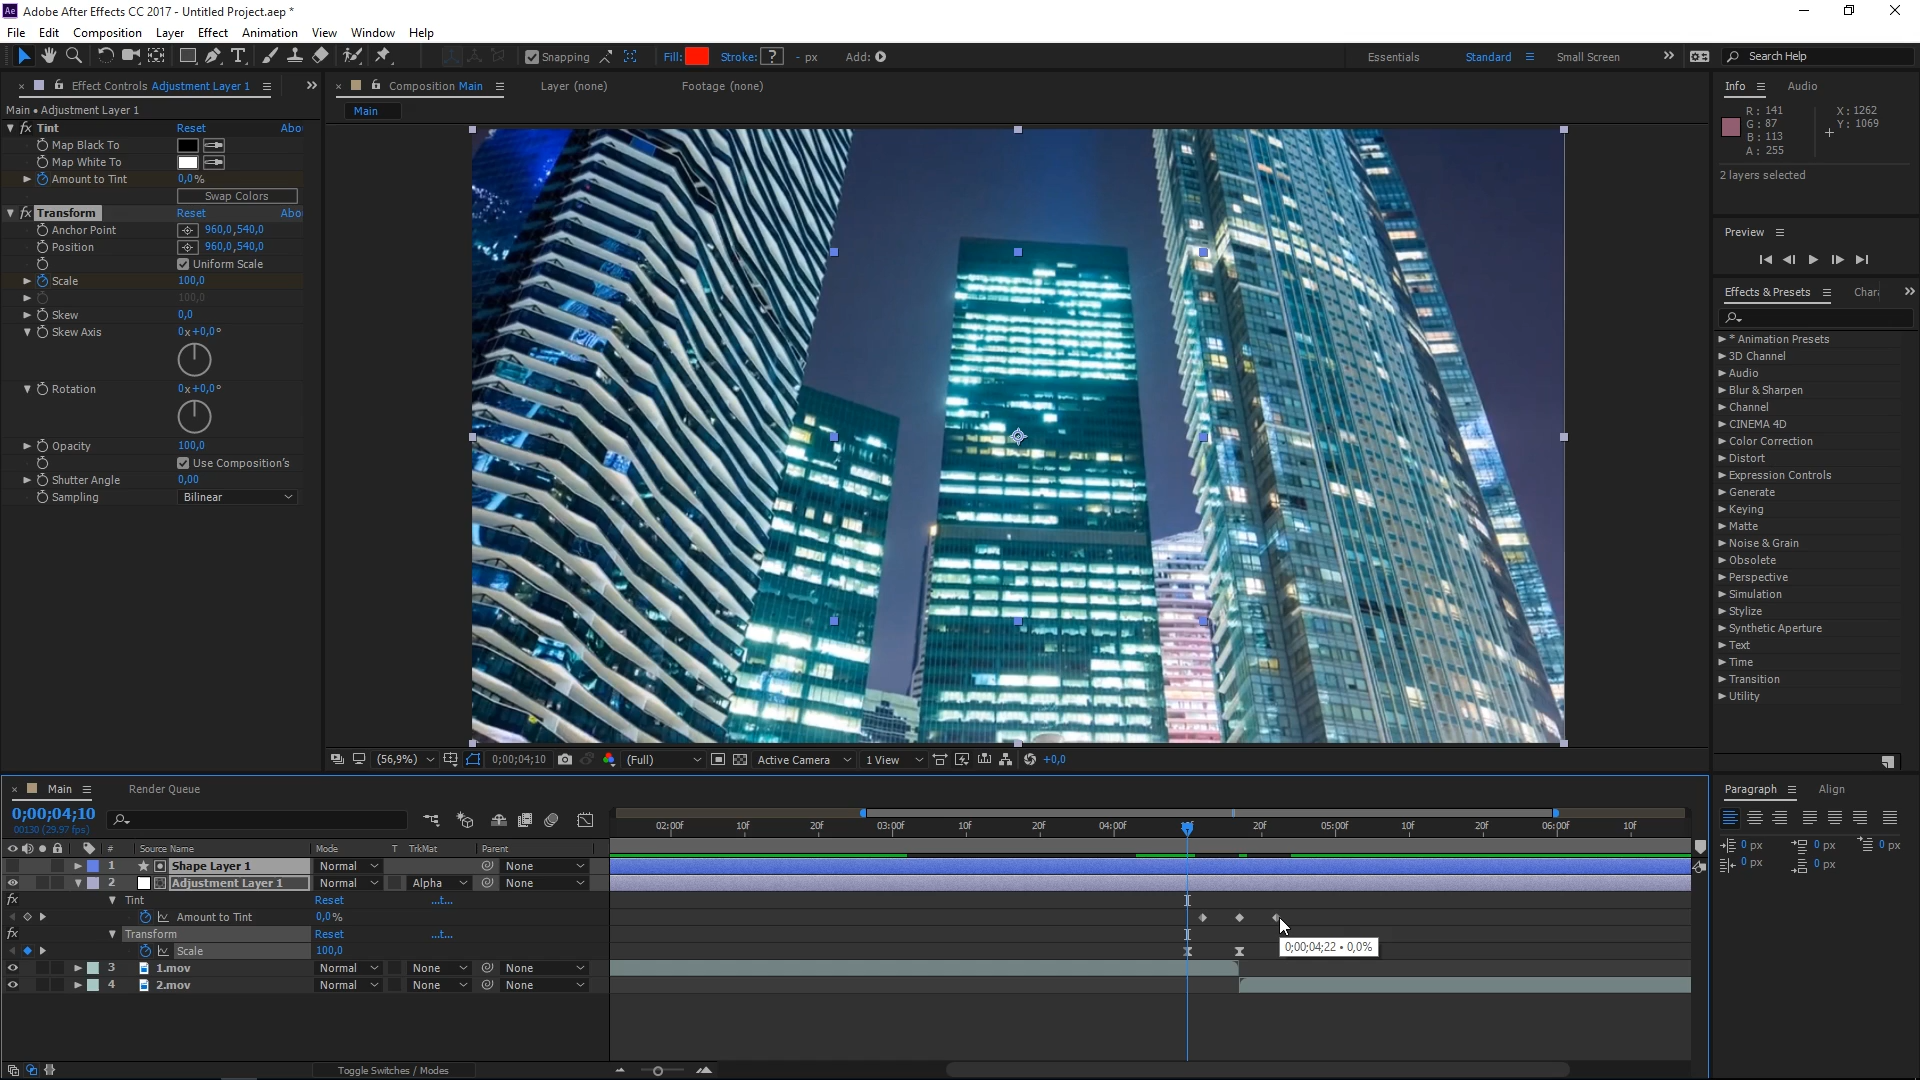 Adobe After Effects CC 2017 - Untitled Project.aep *
File Edit Composition Layer Effect Animation View Window Help
Snapping Fill: Stroke: ? - px Add: Essentials Standard Small Screen Search Help
Effect Controls Adjustment Layer 1
Composition Main Layer (none) Footage (none)
Main • Adjustment Layer 1
Main
fx Tint Reset Abo
Map Black To
Map White To
Amount to Tint 0,0%
Swap Colors
fx Transform Reset Abo
Anchor Point 960,0,540,0
Position 960,0,540,0
Uniform Scale
Scale 100,0
100,0
Skew 0,0
Skew Axis 0x+0,0°
Rotation 0x+0,0°
Opacity 100,0
Use Composition's
Shutter Angle 0,00
Sampling Bilinear
Info Audio
R: 141 X: 1262
G: 87 Y: 1069
B: 113
A: 255
2 layers selected
Preview
Effects & Presets Chara
* Animation Presets
3D Channel
Audio
Blur & Sharpen
Channel
CINEMA 4D
Color Correction
Distort
Expression Controls
Generate
Keying
Matte
Noise & Grain
Obsolete
Perspective
Simulation
Stylize
Synthetic Aperture
Text
Time
Transition
Utility
(56,9%) 0;00;04;10 (Full) Active Camera 1 View +0,0
Main Render Queue
0;00;04;10
00130 (29.97 fps)
02:00f 10f 20f 03:00f 10f 20f 04:00f 10f 20f 05:00f 10f 20f 06:00f 10f
# Source Name Mode T TrkMat Parent
1 Shape Layer 1 Normal None
2 Adjustment Layer 1 Normal Alpha None
fx Tint Reset ...t...
Amount to Tint 0,0%
fx Transform Reset ...t...
Scale 100,0
0;00;04;22 • 0,0%
3 1.mov Normal None None
4 2.mov Normal None None
Toggle Switches / Modes
Paragraph Align
0 px 0 px 0 px
0 px 0 px